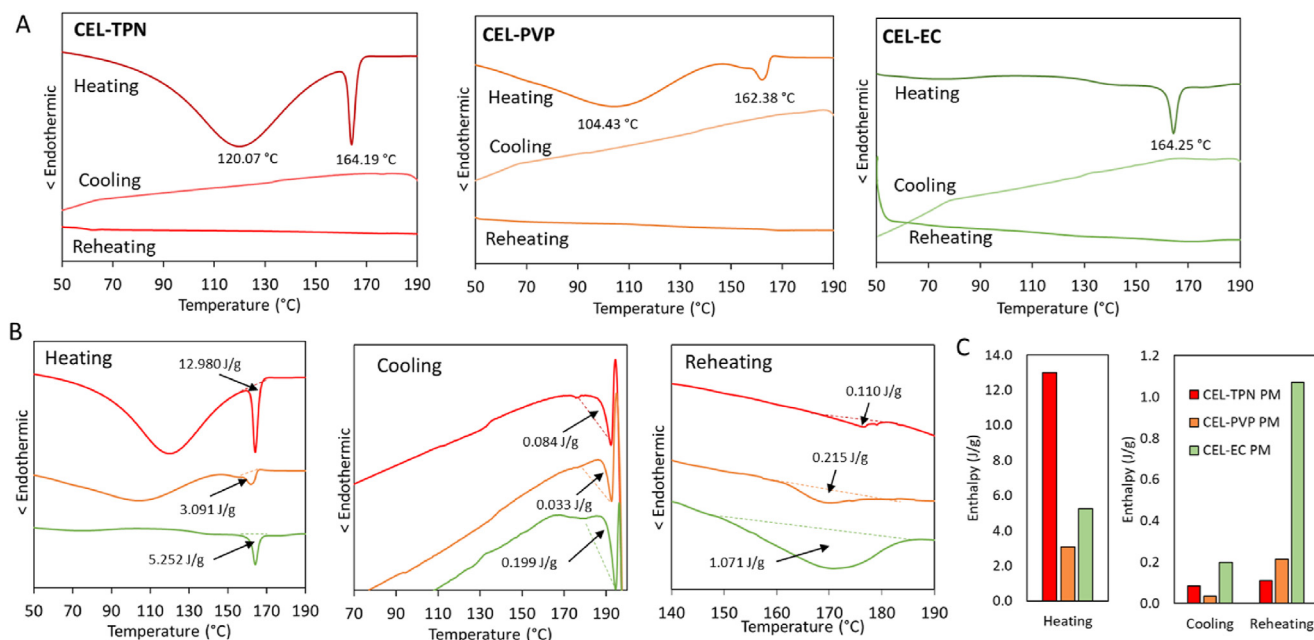 A
CEL-TPN
Heating
120.07 °C
164.19 °C
Cooling
Reheating
< Endothermic
50 70 90 110 130 150 170 190
Temperature (°C)
CEL-PVP
Heating
104.43 °C
162.38 °C
Cooling
Reheating
< Endothermic
50 70 90 110 130 150 170 190
Temperature (°C)
CEL-EC
Heating
164.25 °C
Cooling
Reheating
< Endothermic
50 70 90 110 130 150 170 190
Temperature (°C)
B
Heating
12.980 J/g
3.091 J/g
5.252 J/g
< Endothermic
50 70 90 110 130 150 170 190
Temperature (°C)
Cooling
0.084 J/g
0.033 J/g
0.199 J/g
< Endothermic
70 90 110 130 150 170 190
Temperature (°C)
Reheating
0.110 J/g
0.215 J/g
1.071 J/g
< Endothermic
140 150 160 170 180 190
Temperature (°C)
C
Enthalpy (J/g)
14.0
12.0
10.0
8.0
6.0
4.0
2.0
0.0
Heating
Enthalpy (J/g)
1.2
1.0
0.8
0.6
0.4
0.2
0.0
CEL-TPN PM
CEL-PVP PM
CEL-EC PM
Cooling Reheating